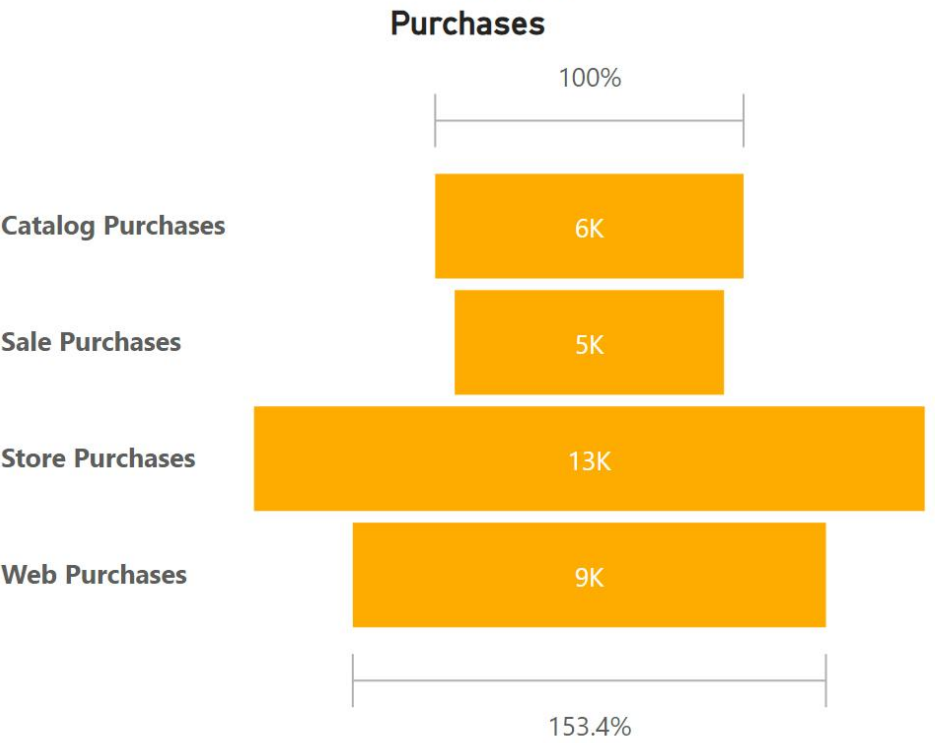 Purchases
100%
Catalog Purchases
6K
Sale Purchases
5K
Store Purchases
13K
Web Purchases
9K
153.4%